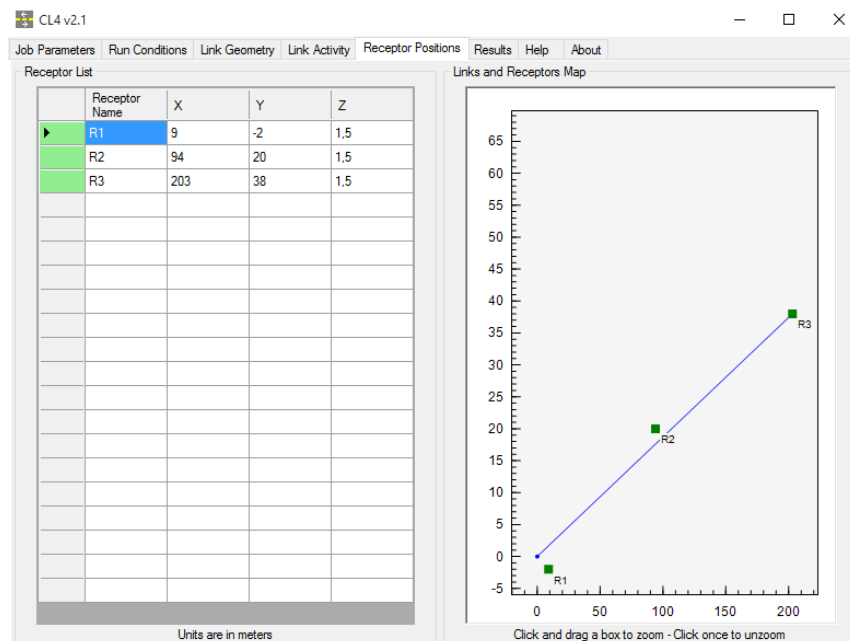 CL4 v2.1
Job Parameters Run Conditions Link Geometry Link Activity Receptor Positions Results Help About
Receptor List
Receptor Name X Y Z
R1 9 -2 1,5
R2 94 20 1,5
R3 203 38 1,5
Units are in meters
Links and Receptors Map
65
60
55
50
45
40
35
30
25
20
15
10
5
0
-5
R3
R2
R1
0 50 100 150 200
Click and drag a box to zoom - Click once to unzoom